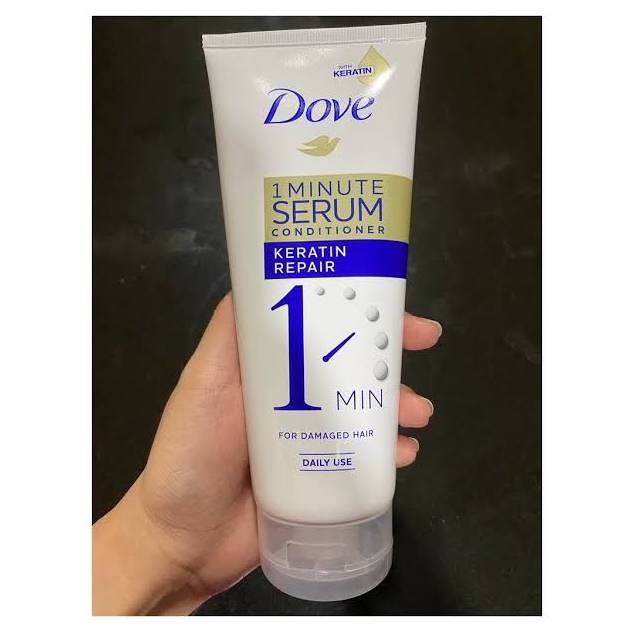 WITH
KERATIN
Dove
1 MINUTE
SERUM
CONDITIONER
KERATIN
REPAIR
1
MIN
FOR DAMAGED HAIR
DAILY USE